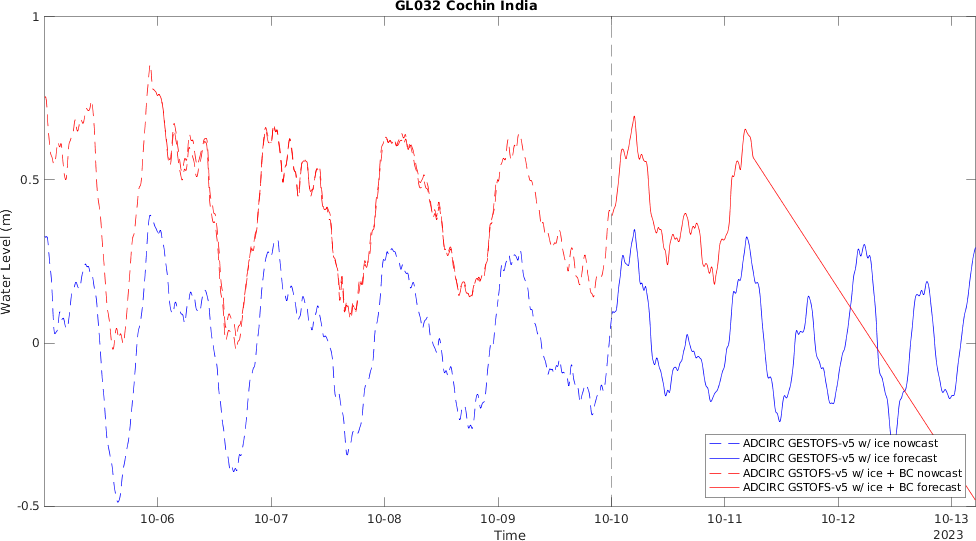 GL032 Cochin India
1
0.5
0
-0.5
Water Level (m)
10-06 10-07 10-08 10-09 10-10 10-11 10-12 10-13
Time
2023
ADCIRC GESTOFS-v5 w/ ice nowcast
ADCIRC GESTOFS-v5 w/ ice forecast
ADCIRC GSTOFS-v5 w/ ice + BC nowcast
ADCIRC GSTOFS-v5 w/ ice + BC forecast